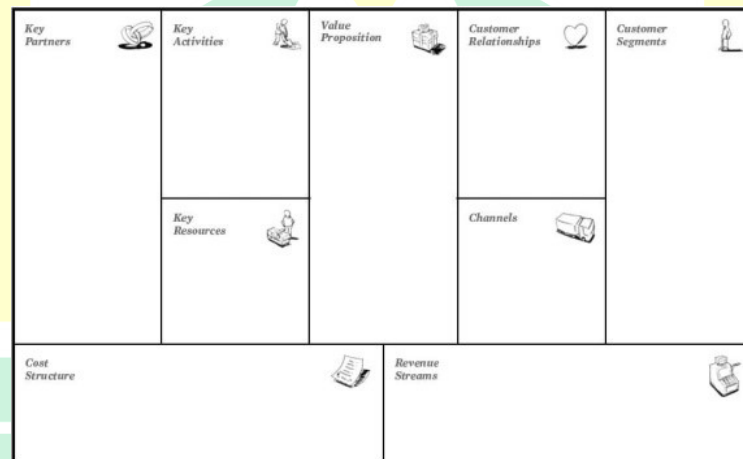 Key
Partners
Key
Activities
Value
Proposition
Customer
Relationships
Customer
Segments
Key
Resources
Channels
Cost
Structure
Revenue
Streams